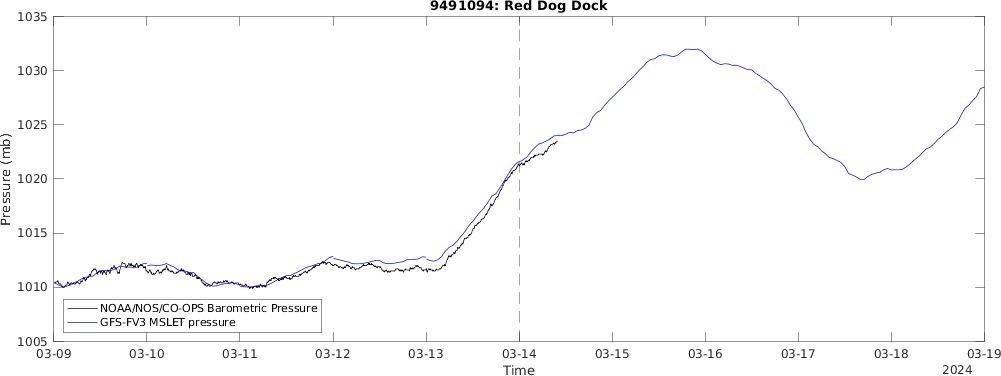 9491094: Red Dog Dock
Pressure (mb)
1035
1030
1025
1020
1015
1010
1005
NOAA/NOS/CO-OPS Barometric Pressure
GFS-FV3 MSLET pressure
03-09 03-10 03-11 03-12 03-13 03-14 03-15 03-16 03-17 03-18 03-19
Time
2024